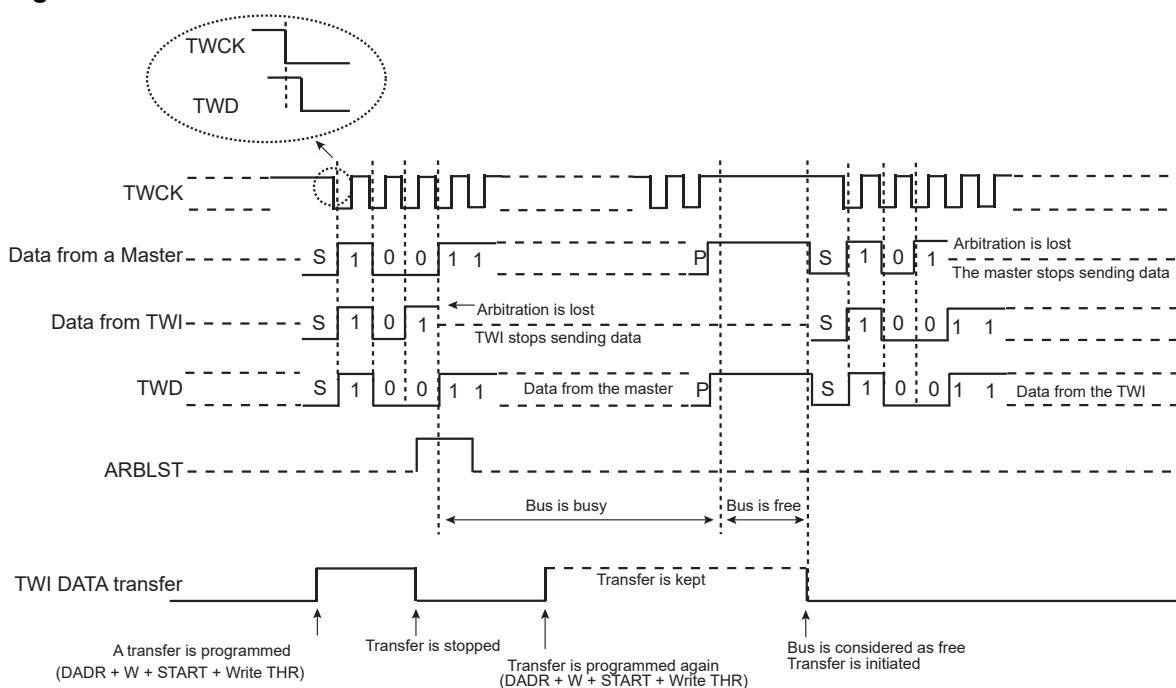 TWCK
TWD
TWCK
Data from a Master S 1 0 0 1 1 P S 1 0 1 Arbitration is lost
The master stops sending data
Data from TWI S 1 0 1 Arbitration is lost
TWI stops sending data
S 1 0 0 1 1
TWD S 1 0 0 1 1 Data from the master P S 1 0 0 1 1 Data from the TWI
ARBLST
Bus is busy Bus is free
TWI DATA transfer Transfer is kept
A transfer is programmed
(DADR + W + START + Write THR)
Transfer is stopped
Transfer is programmed again
(DADR + W + START + Write THR)
Bus is considered as free
Transfer is initiated